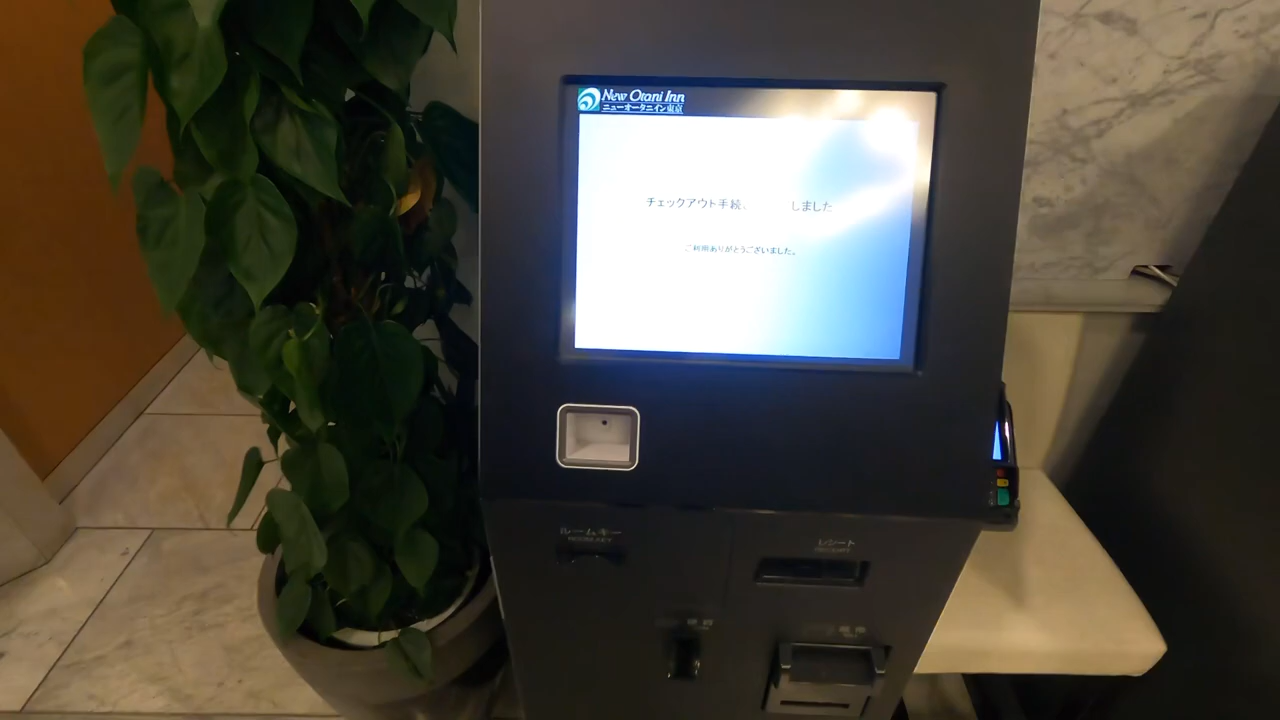 New Otani Inn
ニューオータニイン東京
チェックアウト手続 しました
ご利用ありがとうございました。
ルームキー
ROOM KEY
レシート
RECEIPT